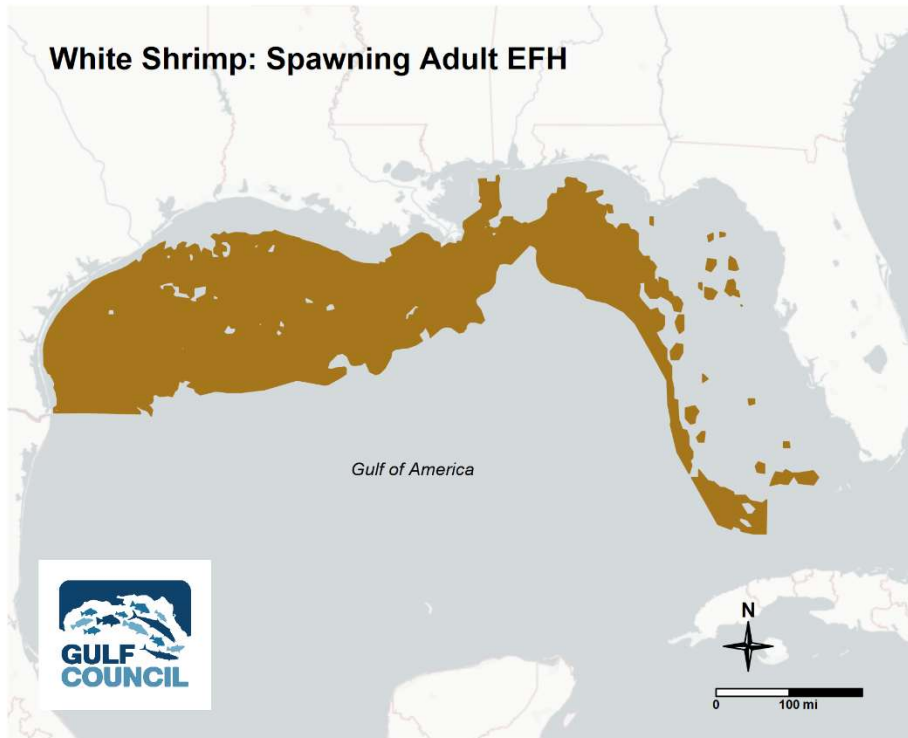 White Shrimp: Spawning Adult EFH
Gulf of America
GULF
COUNCIL
N
0 100 mi